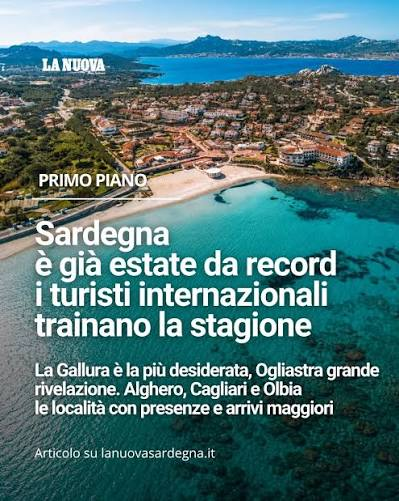 LA NUOVA
PRIMO PIANO
Sardegna
è già estate da record
i turisti internazionali
trainano la stagione
La Gallura è la più desiderata, Ogliastra grande
rivelazione. Alghero, Cagliari e Olbia
le località con presenze e arrivi maggiori
Articolo su lanuovasardegna.it